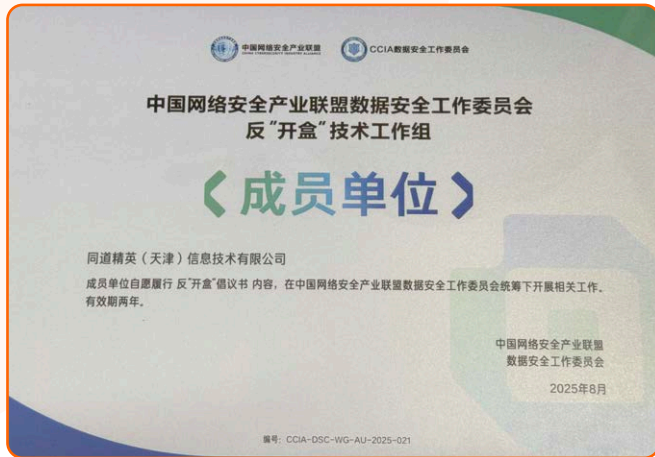 中国网络安全产业联盟
CHINA CYBERSECURITY INDUSTRY ALLIANCE
CCIA数据安全工作委员会
中国网络安全产业联盟数据安全工作委员会
反“开盒”技术工作组
《成员单位》
同道精英（天津）信息技术有限公司
成员单位自愿履行 反“开盒”倡议书 内容，在中国网络安全产业联盟数据安全工作委员会统筹下开展相关工作。
有效期两年。
中国网络安全产业联盟
数据安全工作委员会
2025年8月
编号：CCIA-DSC-WG-AU-2025-021